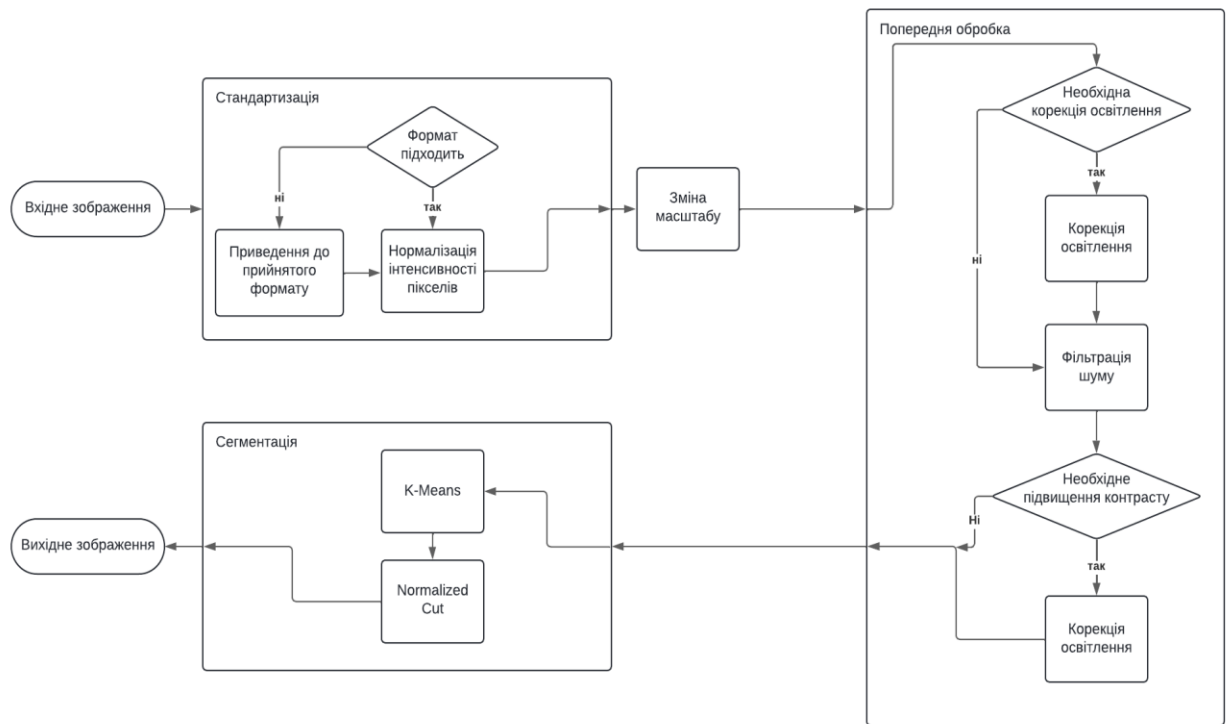 Вхідне зображення
Стандартизація
Формат
підходить
ні
так
Приведення до
прийнятого
формату
Нормалізація
інтенсивності
пікселів
Зміна
масштабу
Попередня обробка
Необхідна
корекція освітлення
так
ні
Корекція
освітлення
Фільтрація
шуму
Необхідне
підвищення контрасту
Ні
так
Корекція
освітлення
Сегментація
K-Means
Normalized
Cut
Вихідне зображення